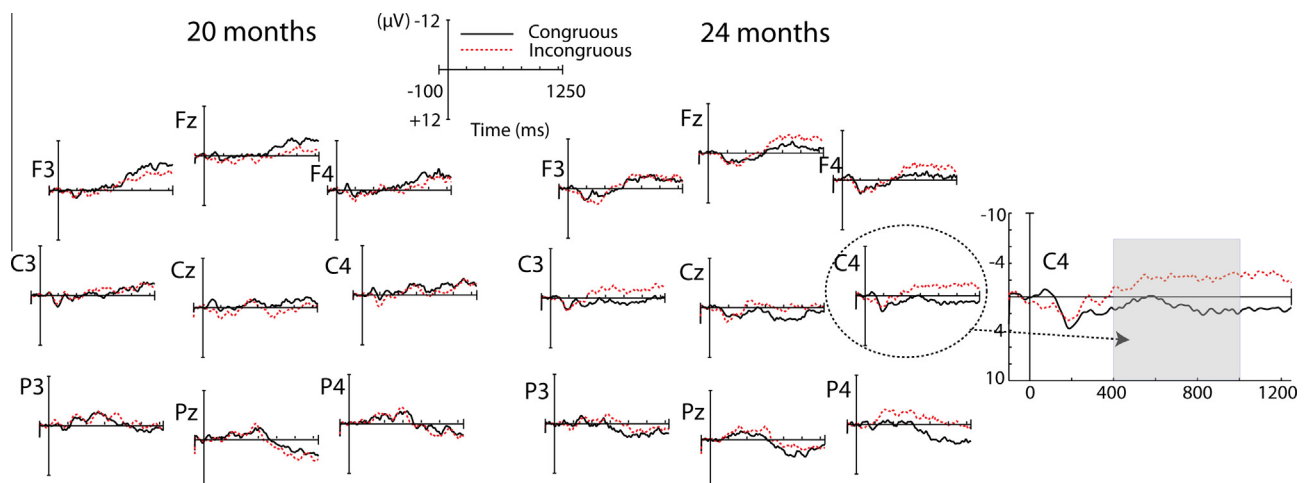 20 months
(µV) -12
Congruous
Incongruous
-100 1250
+12
Time (ms)
24 months
Fz
F3
F4
C3
Cz
C4
P3
Pz
P4
Fz
F3
F4
C3
Cz
C4
P3
Pz
P4
-10
-4
4
10
C4
0 400 800 1200